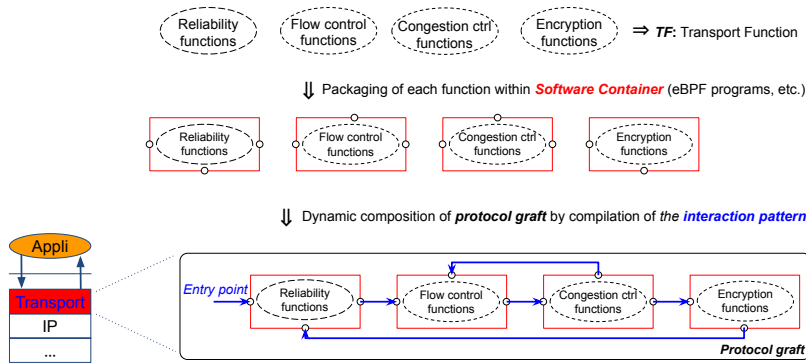 Reliability
functions
Flow control
functions
Congestion ctrl
functions
Encryption
functions
⇒ TF: Transport Function
⇓ Packaging of each function within Software Container (eBPF programs, etc.)
Reliability
functions
Flow control
functions
Congestion ctrl
functions
Encryption
functions
⇓ Dynamic composition of protocol graft by compilation of the interaction pattern
Appli
Transport
IP
...
Entry point
Reliability
functions
Flow control
functions
Congestion ctrl
functions
Encryption
functions
Protocol graft